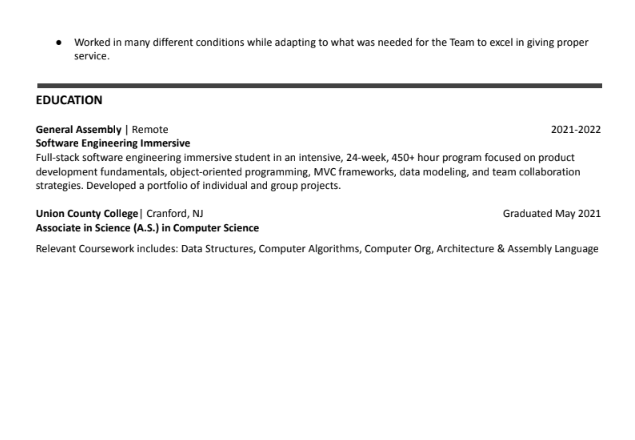 ● Worked in many different conditions while adapting to what was needed for the Team to excel in giving proper
service.
EDUCATION
General Assembly | Remote 2021-2022
Software Engineering Immersive
Full-stack software engineering immersive student in an intensive, 24-week, 450+ hour program focused on product
development fundamentals, object-oriented programming, MVC frameworks, data modeling, and team collaboration
strategies. Developed a portfolio of individual and group projects.
Union County College| Cranford, NJ Graduated May 2021
Associate in Science (A.S.) in Computer Science
Relevant Coursework includes: Data Structures, Computer Algorithms, Computer Org, Architecture & Assembly Language